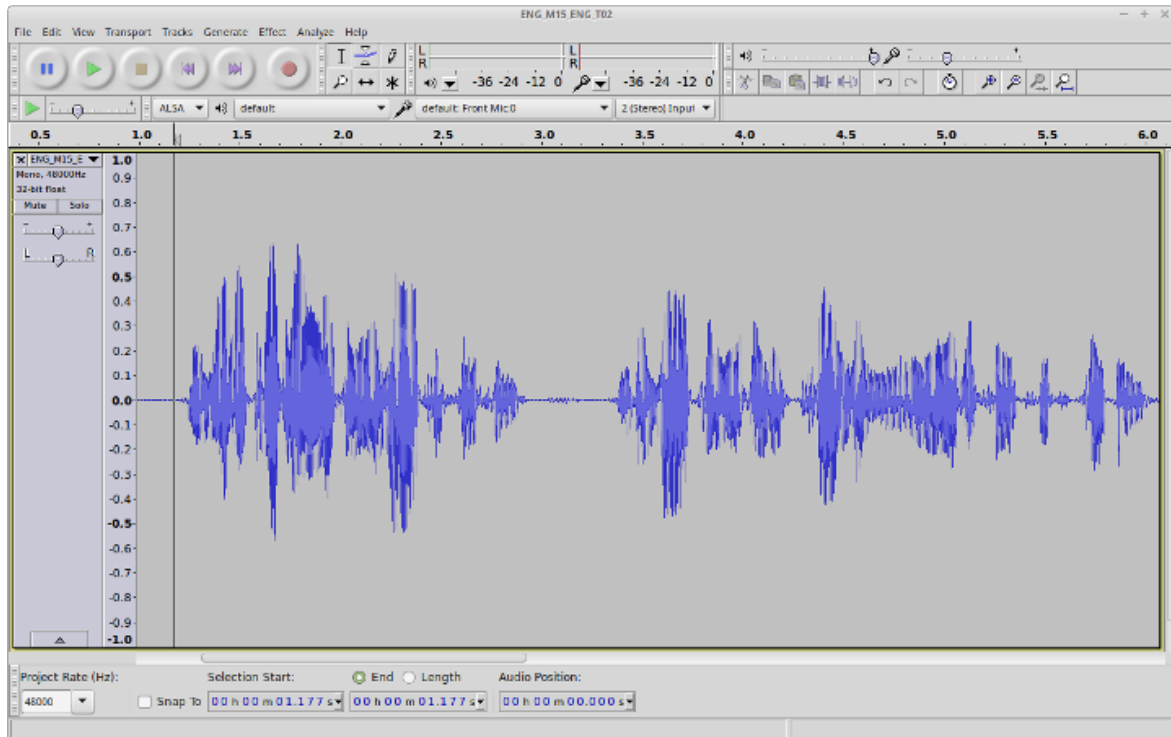 ENG_M15_ENG_T02
File Edit View Transport Tracks Generate Effect Analyze Help
L
R
-36 -24 -12 0
L
R
-36 -24 -12 0
ALSA default default: Front Mic:0 2 (Stereo) Input
0.5 1.0 1.5 2.0 2.5 3.0 3.5 4.0 4.5 5.0 5.5 6.0
ENG_M15_E
Mono, 48000Hz
32-bit float
Mute Solo
- +
L R
1.0
0.9
0.8
0.7
0.6
0.5
0.4
0.3
0.2
0.1
0.0
-0.1
-0.2
-0.3
-0.4
-0.5
-0.6
-0.7
-0.8
-0.9
-1.0
Project Rate (Hz): Selection Start: End Length Audio Position:
48000 Snap To 00 h 00 m 01.177 s 00 h 00 m 01.177 s 00 h 00 m 00.000 s